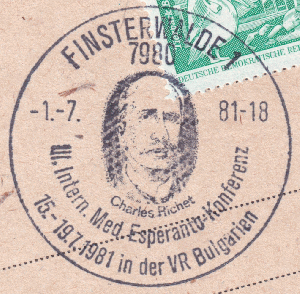 FINSTERWALDE 1
7980
-1.-7. 81-18
Charles Richet
III. Intern. Med. Esperanto-Konferenz
15.-19.7.1981 in der VR Bulgarien
DEUTSCHE DEMOKRATISCHE